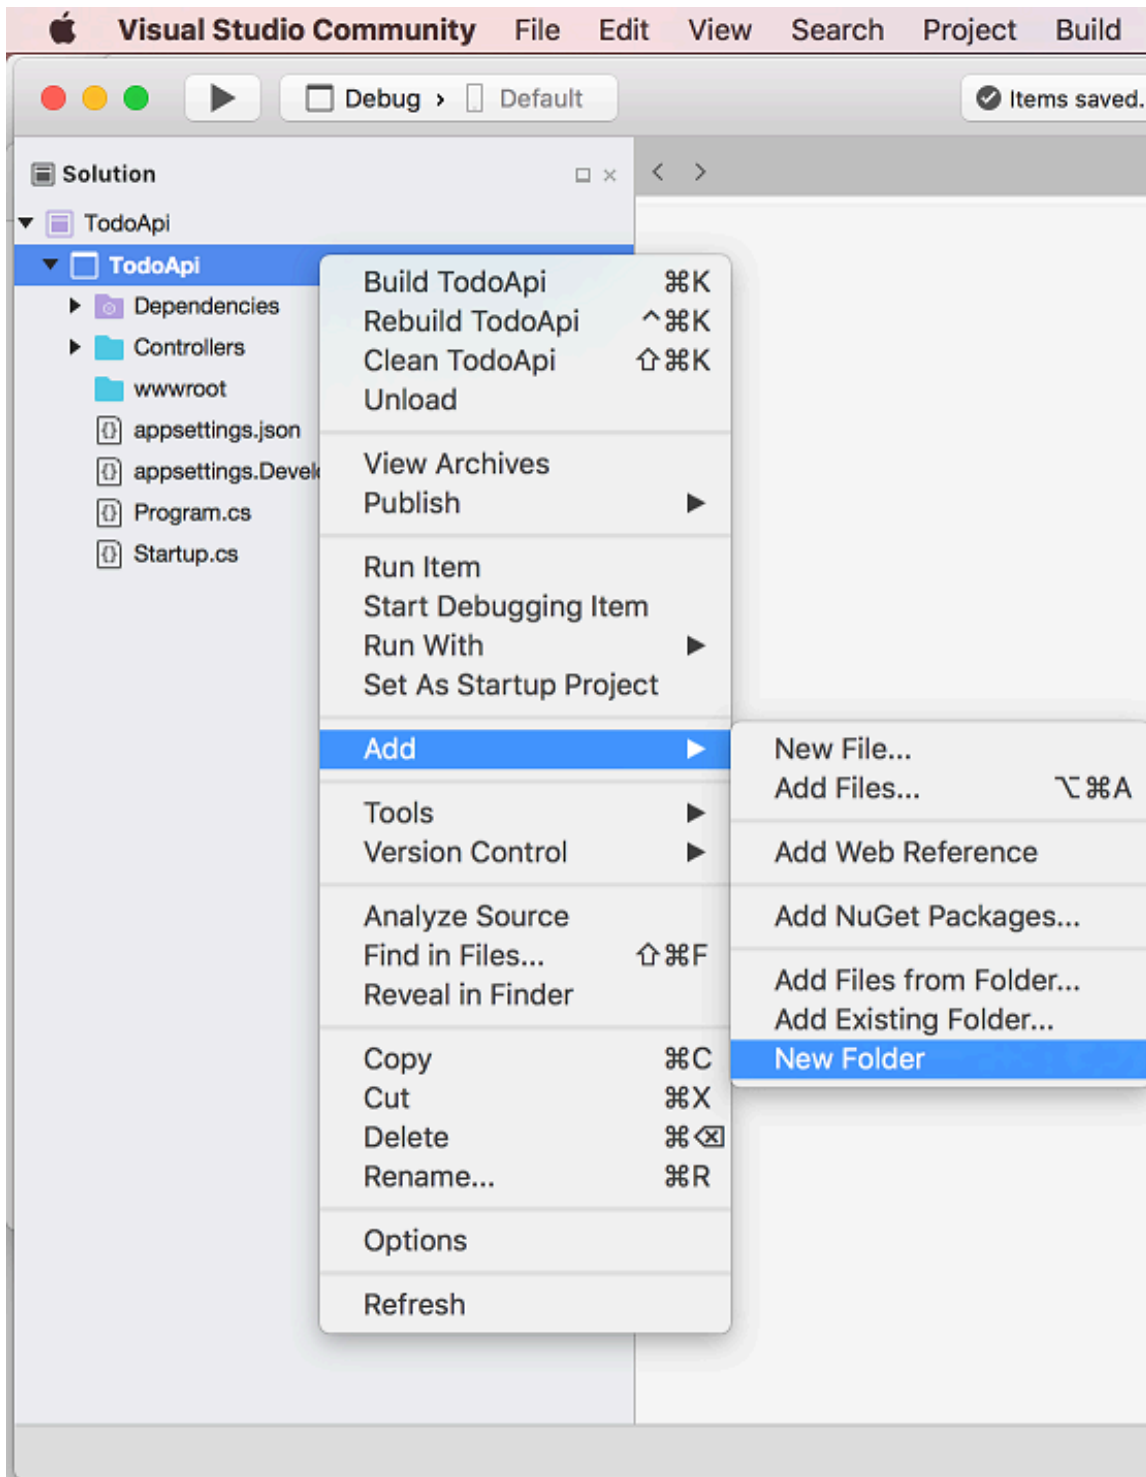 Visual Studio Community File Edit View Search Project Build
Debug › Default
Items saved.
Solution
TodoApi
TodoApi
Dependencies
Controllers
wwwroot
appsettings.json
appsettings.Devel
Program.cs
Startup.cs
Build TodoApi ⌘K
Rebuild TodoApi ^⌘K
Clean TodoApi ⇧⌘K
Unload
View Archives
Publish
Run Item
Start Debugging Item
Run With
Set As Startup Project
Add
Tools
Version Control
Analyze Source
Find in Files... ⇧⌘F
Reveal in Finder
Copy ⌘C
Cut ⌘X
Delete ⌘⌫
Rename... ⌘R
Options
Refresh
New File...
Add Files... ⌥⌘A
Add Web Reference
Add NuGet Packages...
Add Files from Folder...
Add Existing Folder...
New Folder